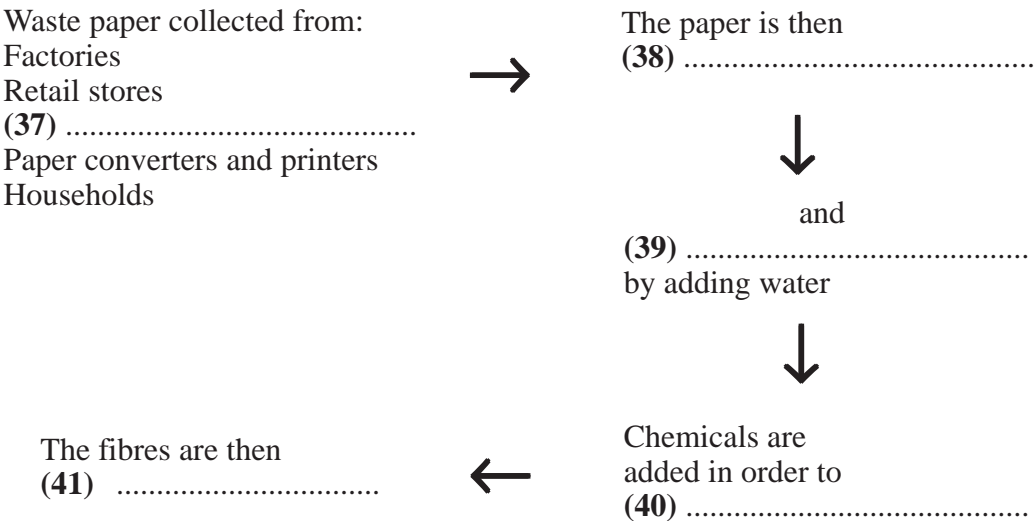 Waste paper collected from:
Factories
Retail stores
(37) ............................................
Paper converters and printers
Households
The paper is then
(38) ............................................
and
(39) ...........................................
by adding water
Chemicals are
added in order to
(40) ...........................................
The fibres are then
(41) .................................